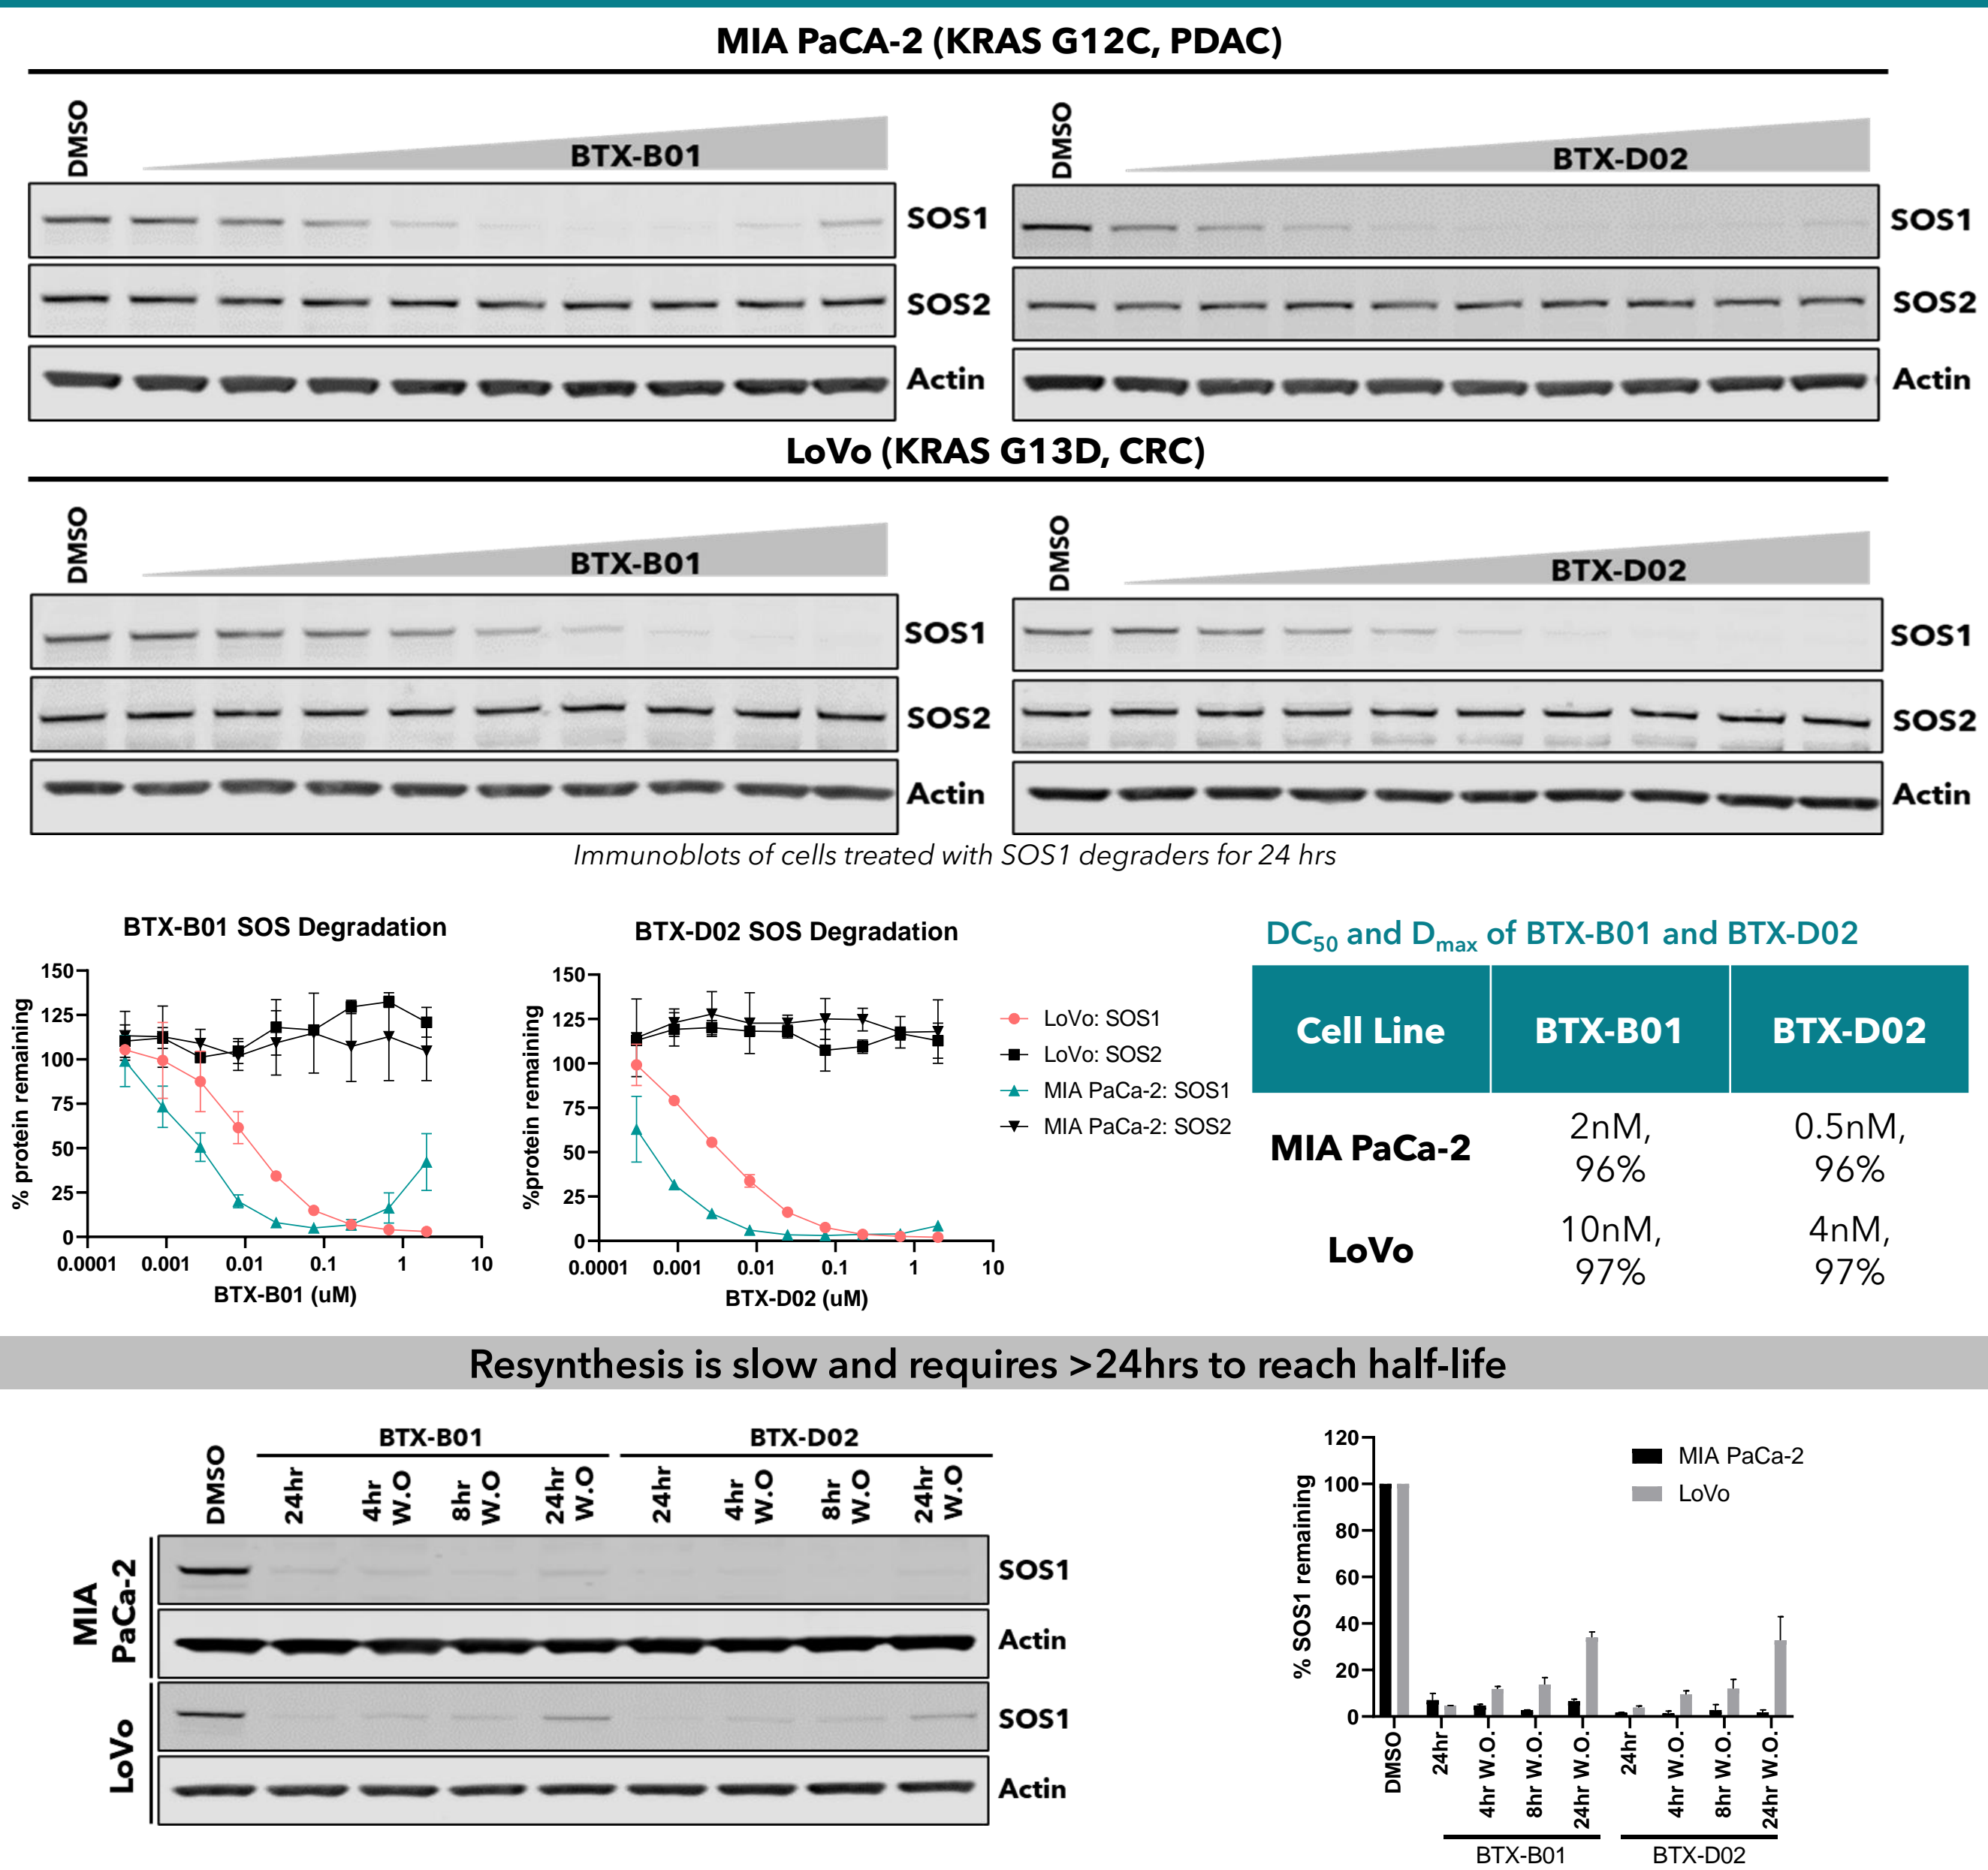 MIA PaCA-2 (KRAS G12C, PDAC)
DMSO
BTX-B01
SOS1
SOS2
Actin
DMSO
BTX-D02
SOS1
SOS2
Actin
LoVo (KRAS G13D, CRC)
DMSO
BTX-B01
SOS1
SOS2
Actin
DMSO
BTX-D02
SOS1
SOS2
Actin
Immunoblots of cells treated with SOS1 degraders for 24 hrs
BTX-B01 SOS Degradation
% protein remaining
150
125
100
75
50
25
0
0.0001 0.001 0.01 0.1 1 10
BTX-B01 (uM)
BTX-D02 SOS Degradation
%protein remaining
150
125
100
75
50
25
0
0.0001 0.001 0.01 0.1 1 10
BTX-D02 (uM)
LoVo: SOS1
LoVo: SOS2
MIA PaCa-2: SOS1
MIA PaCa-2: SOS2
DC50 and Dmax of BTX-B01 and BTX-D02
Cell Line BTX-B01 BTX-D02
MIA PaCa-2 2nM, 96% 0.5nM, 96%
LoVo 10nM, 97% 4nM, 97%
Resynthesis is slow and requires >24hrs to reach half-life
BTX-B01 BTX-D02
DMSO
24hr
4hr W.O
8hr W.O
24hr W.O
24hr
4hr W.O
8hr W.O
24hr W.O
MIA PaCa-2
SOS1
Actin
LoVo
SOS1
Actin
% SOS1 remaining
120
100
80
60
40
20
0
MIA PaCa-2
LoVo
DMSO
24hr
4hr W.O.
8hr W.O.
24hr W.O.
24hr
4hr W.O.
8hr W.O.
24hr W.O.
BTX-B01 BTX-D02